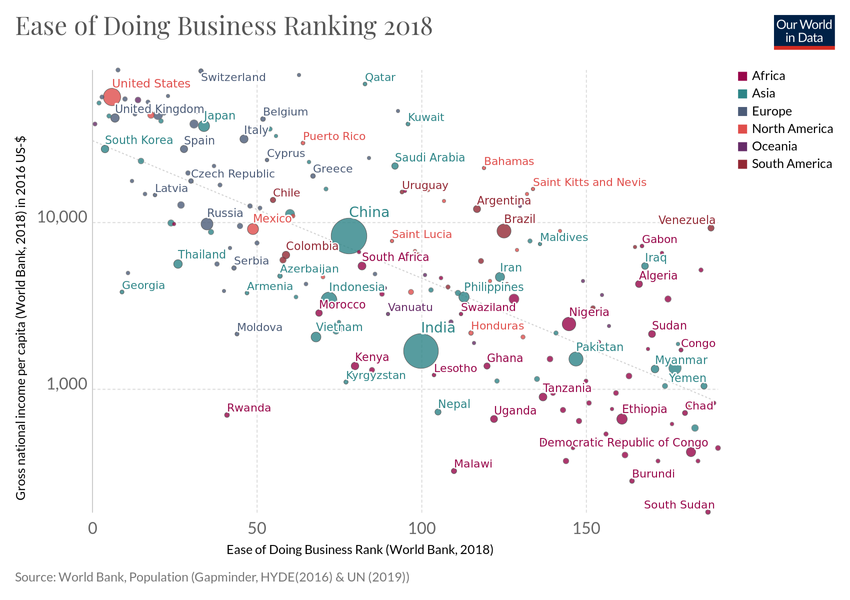 Ease of Doing Business Ranking 2018
Our World
in Data
Gross national income per capita (World Bank, 2018) in 2016 US-$
10,000
1,000
Switzerland
Qatar
United States
United Kingdom
Japan
Belgium
Kuwait
Italy
South Korea
Spain
Puerto Rico
Cyprus
Saudi Arabia
Bahamas
Czech Republic
Greece
Latvia
Chile
Uruguay
Saint Kitts and Nevis
Argentina
Russia
Mexico
China
Brazil
Venezuela
Saint Lucia
Maldives
Gabon
Colombia
Thailand
South Africa
Iraq
Serbia
Azerbaijan
Iran
Algeria
Georgia
Armenia
Indonesia
Philippines
Morocco
Vanuatu
Swaziland
Nigeria
Moldova
Vietnam
India
Honduras
Sudan
Pakistan
Congo
Kenya
Ghana
Myanmar
Kyrgyzstan
Lesotho
Yemen
Tanzania
Rwanda
Nepal
Uganda
Ethiopia
Chad
Democratic Republic of Congo
Malawi
Burundi
South Sudan
0
50
100
150
Ease of Doing Business Rank (World Bank, 2018)
Africa
Asia
Europe
North America
Oceania
South America
Source: World Bank, Population (Gapminder, HYDE(2016) & UN (2019))